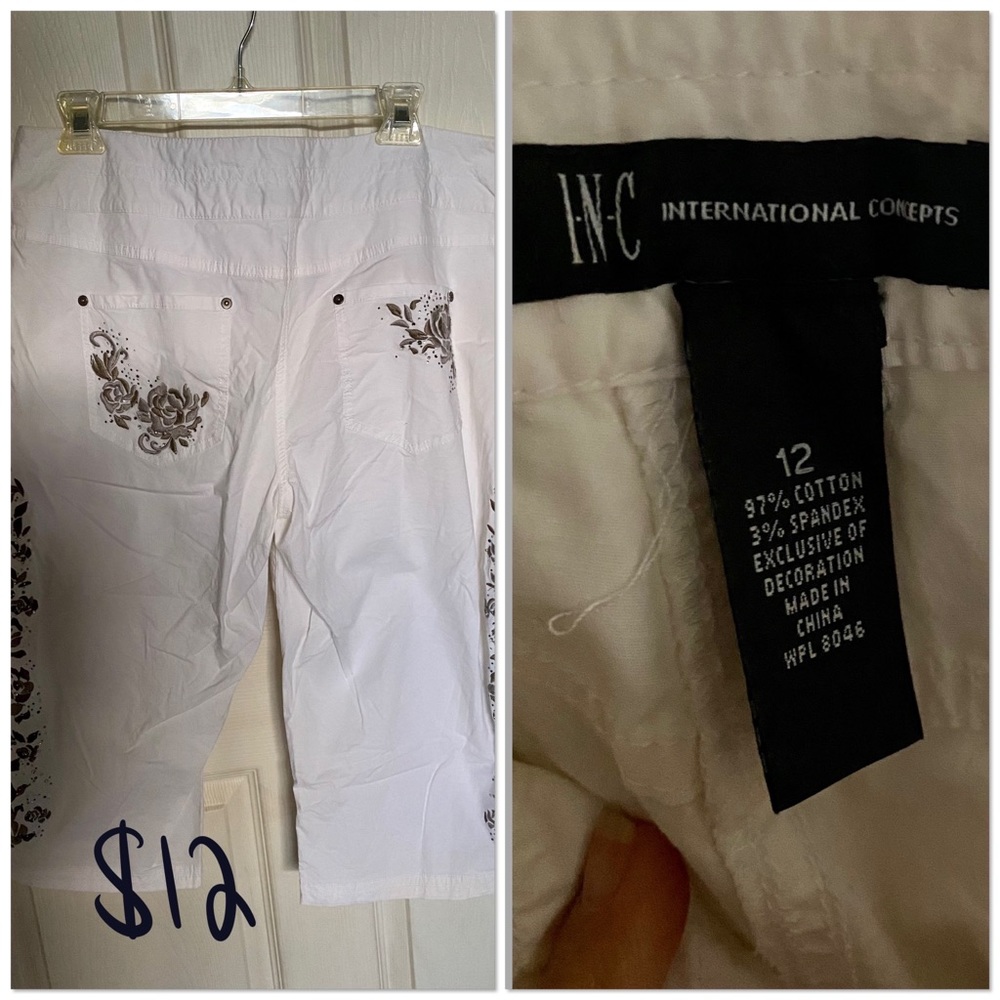 $12
I·N·C INTERNATIONAL CONCEPTS
12
97% COTTON
3% SPANDEX
EXCLUSIVE OF
DECORATION
MADE IN
CHINA
WPL 8046